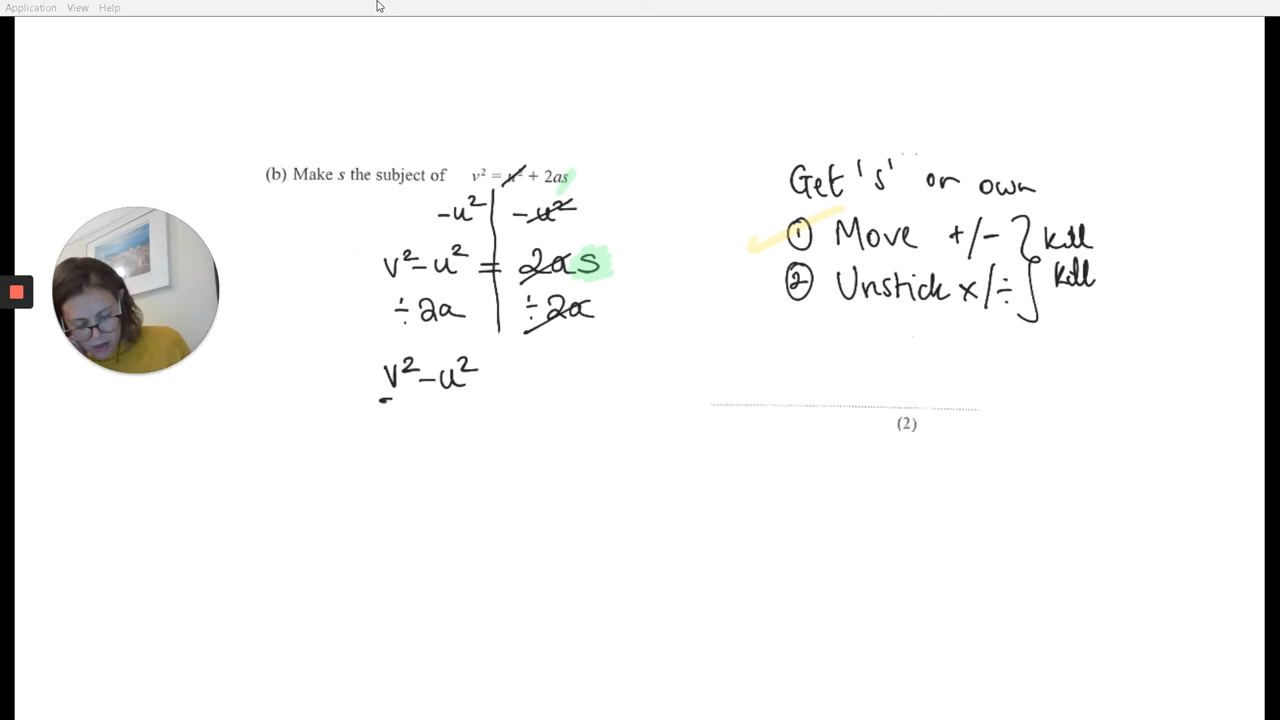 Application View Help
(b) Make s the subject of v² = u² + 2as
-u² -u²
v²-u² = 2as
÷2a ÷2a
v²-u²
Get 's' on own
① Move +/- } kill
② Unstick ×/÷ } kill
(2)